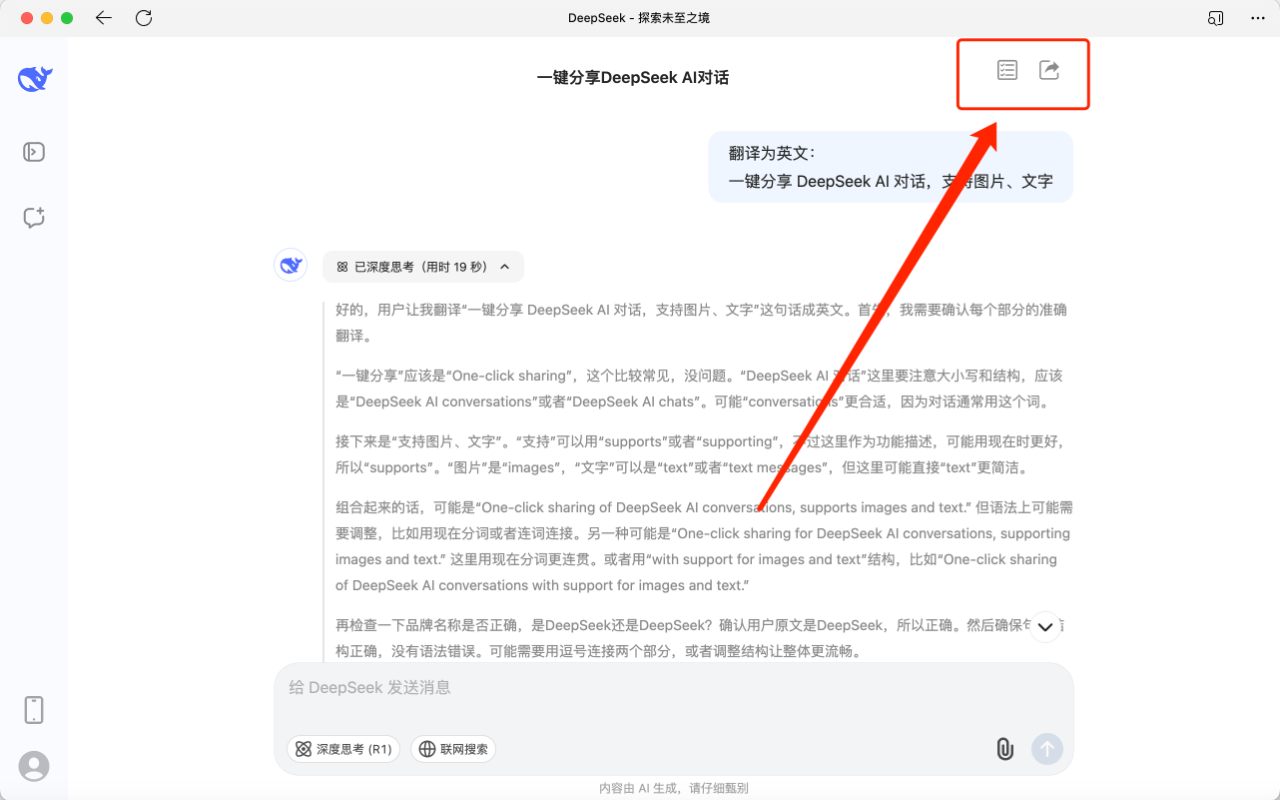 DeepSeek - 探索未至之境
一键分享DeepSeek AI对话
翻译为英文：
一键分享 DeepSeek AI 对话，支持图片、文字
已深度思考（用时 19 秒）
好的，用户让我翻译“一键分享 DeepSeek AI 对话，支持图片、文字”这句话成英文。首先，我需要确认每个部分的准确
翻译。
“一键分享”应该是“One-click sharing”，这个比较常见，没问题。“DeepSeek AI 对话”这里要注意大小写和结构，应该
是“DeepSeek AI conversations”或者“DeepSeek AI chats”。可能“conversations”更合适，因为对话通常用这个词。
接下来是“支持图片、文字”。“支持”可以用“supports”或者“supporting”，不过这里作为功能描述，可能用现在时更好，
所以“supports”。“图片”是“images”，“文字”可以是“text”或者“text messages”，但这里可能直接“text”更简洁。
组合起来的话，可能是“One-click sharing of DeepSeek AI conversations, supports images and text.” 但语法上可能需
要调整，比如用现在分词或者连词连接。另一种可能是“One-click sharing for DeepSeek AI conversations, supporting
images and text.” 这里用现在分词更连贯。或者用“with support for images and text”结构，比如“One-click sharing
of DeepSeek AI conversations with support for images and text.”
再检查一下品牌名称是否正确，是DeepSeek还是DeepSeek？确认用户原文是DeepSeek，所以正确。然后确保句
构正确，没有语法错误。可能需要用逗号连接两个部分，或者调整结构让整体更流畅。
给 DeepSeek 发送消息
深度思考 (R1)
联网搜索
内容由 AI 生成，请仔细甄别